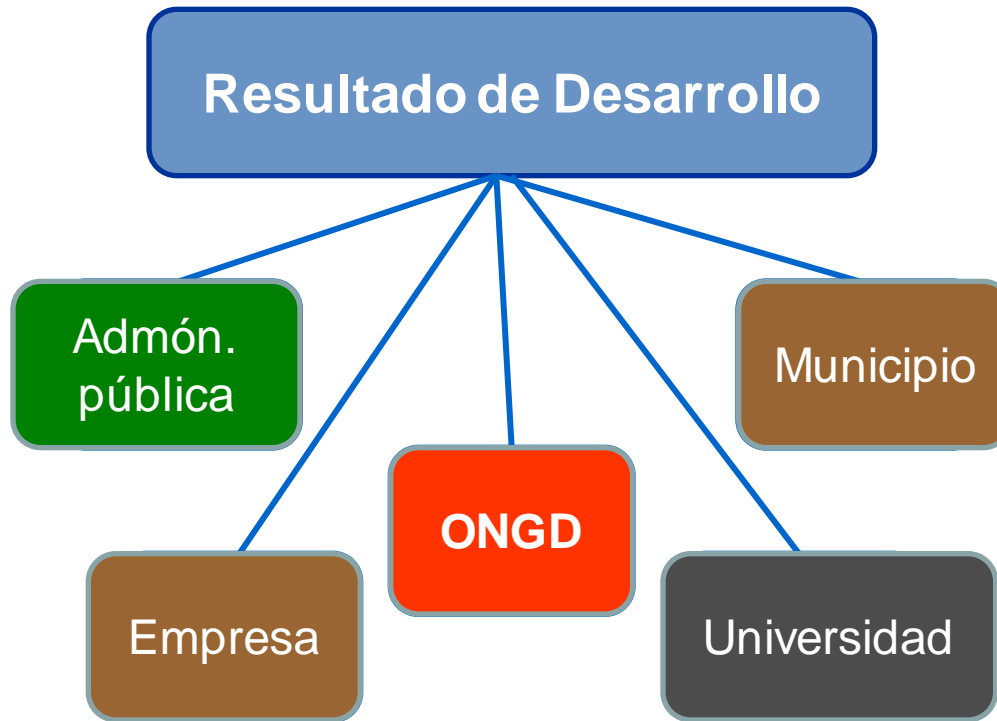 Resultado de Desarrollo
Admón.
pública
Municipio
ONGD
Empresa
Universidad